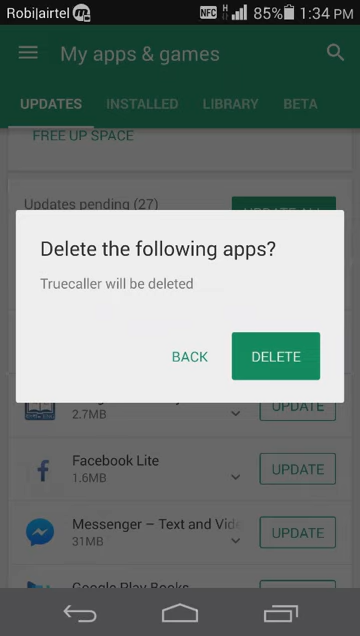 Robi|airtel NFC H 85% 1:34 PM
My apps & games
UPDATES INSTALLED LIBRARY BETA
FREE UP SPACE
Updates pending (27)
Delete the following apps?
Truecaller will be deleted
BACK DELETE
2.7MB UPDATE
Facebook Lite
1.6MB UPDATE
Messenger – Text and Vide
31MB UPDATE
Google Play Books